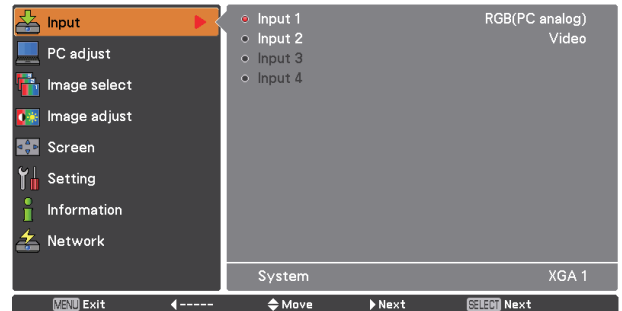 Input
PC adjust
Image select
Image adjust
Screen
Setting
Information
Network
Input 1 RGB(PC analog)
Input 2 Video
Input 3
Input 4
System XGA 1
MENU Exit ----- Move Next SELECT Next